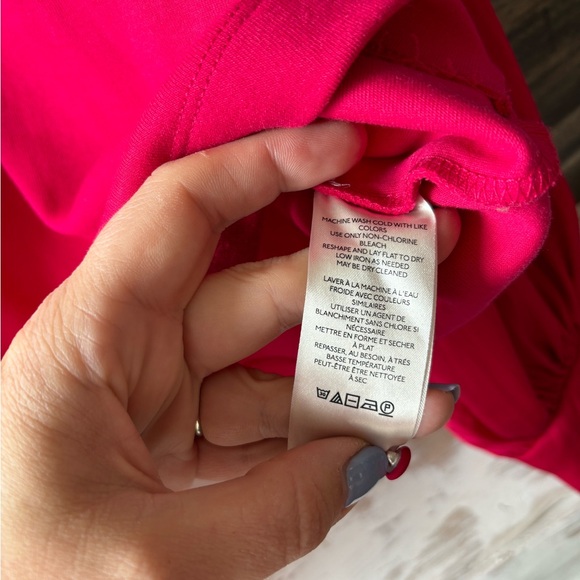 MACHINE WASH COLD WITH LIKE
COLORS
USE ONLY NON-CHLORINE
BLEACH
RESHAPE AND LAY FLAT TO DRY
LOW IRON AS NEEDED
MAY BE DRY CLEANED
LAVER À LA MACHINE À L'EAU
FROIDE AVEC COULEURS
SIMILAIRES
UTILISER UN AGENT DE
BLANCHIMENT SANS CHLORE SI
NÉCESSAIRE
METTRE EN FORME ET SÉCHER
À PLAT
REPASSER, AU BESOIN, À TRÈS
BASSE TEMPÉRATURE
PEUT-ÊTRE ÊTRE NETTOYÉE
À SEC